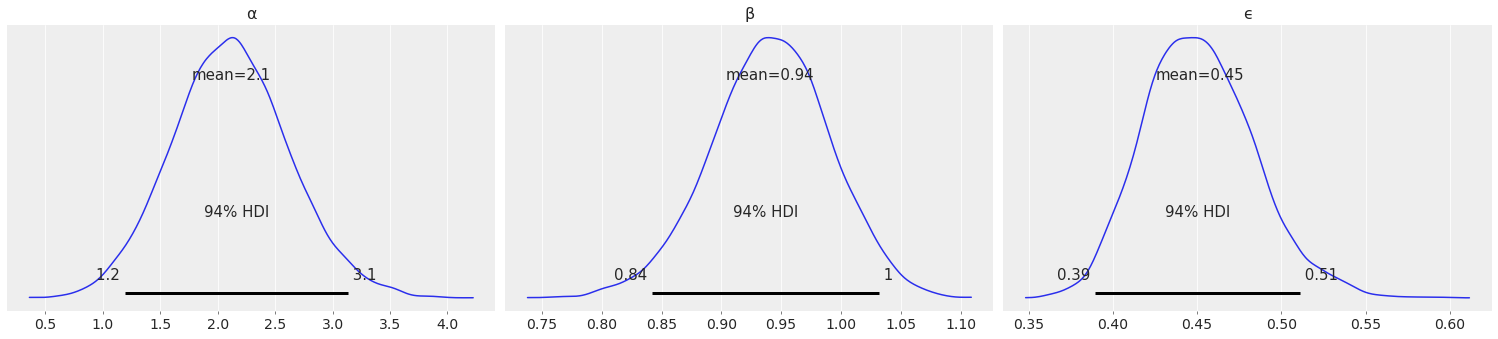 α
mean=2.1
94% HDI
1.2 3.1
0.5 1.0 1.5 2.0 2.5 3.0 3.5 4.0
β
mean=0.94
94% HDI
0.84 1
0.75 0.80 0.85 0.90 0.95 1.00 1.05 1.10
ϵ
mean=0.45
94% HDI
0.39 0.51
0.35 0.40 0.45 0.50 0.55 0.60